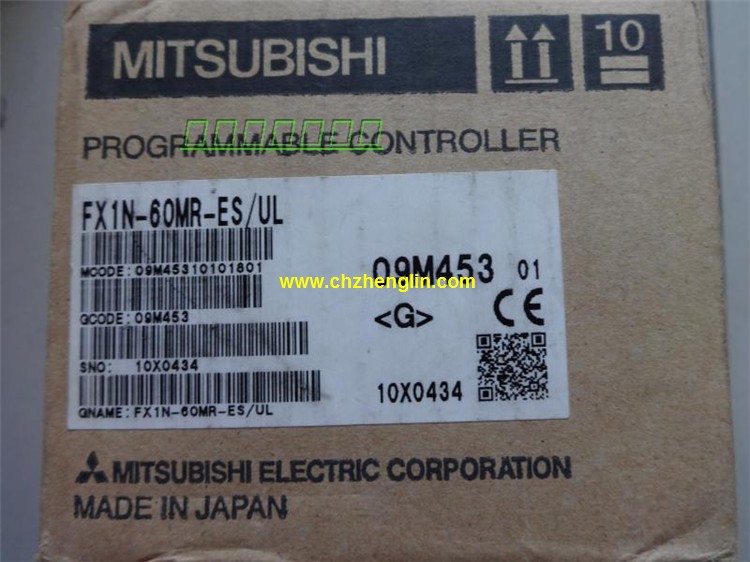 MITSUBISHI
10
PROGRAMMABLE CONTROLLER
FX1N-60MR-ES/UL
MCODE: 09M45310101801
09M453 01
www.chzhenglin.com
GCODE: 09M453
<G> CE
SNO: 10X0434
10X0434
GNAME: FX1N-60MR-ES/UL
MITSUBISHI ELECTRIC CORPORATION
MADE IN JAPAN